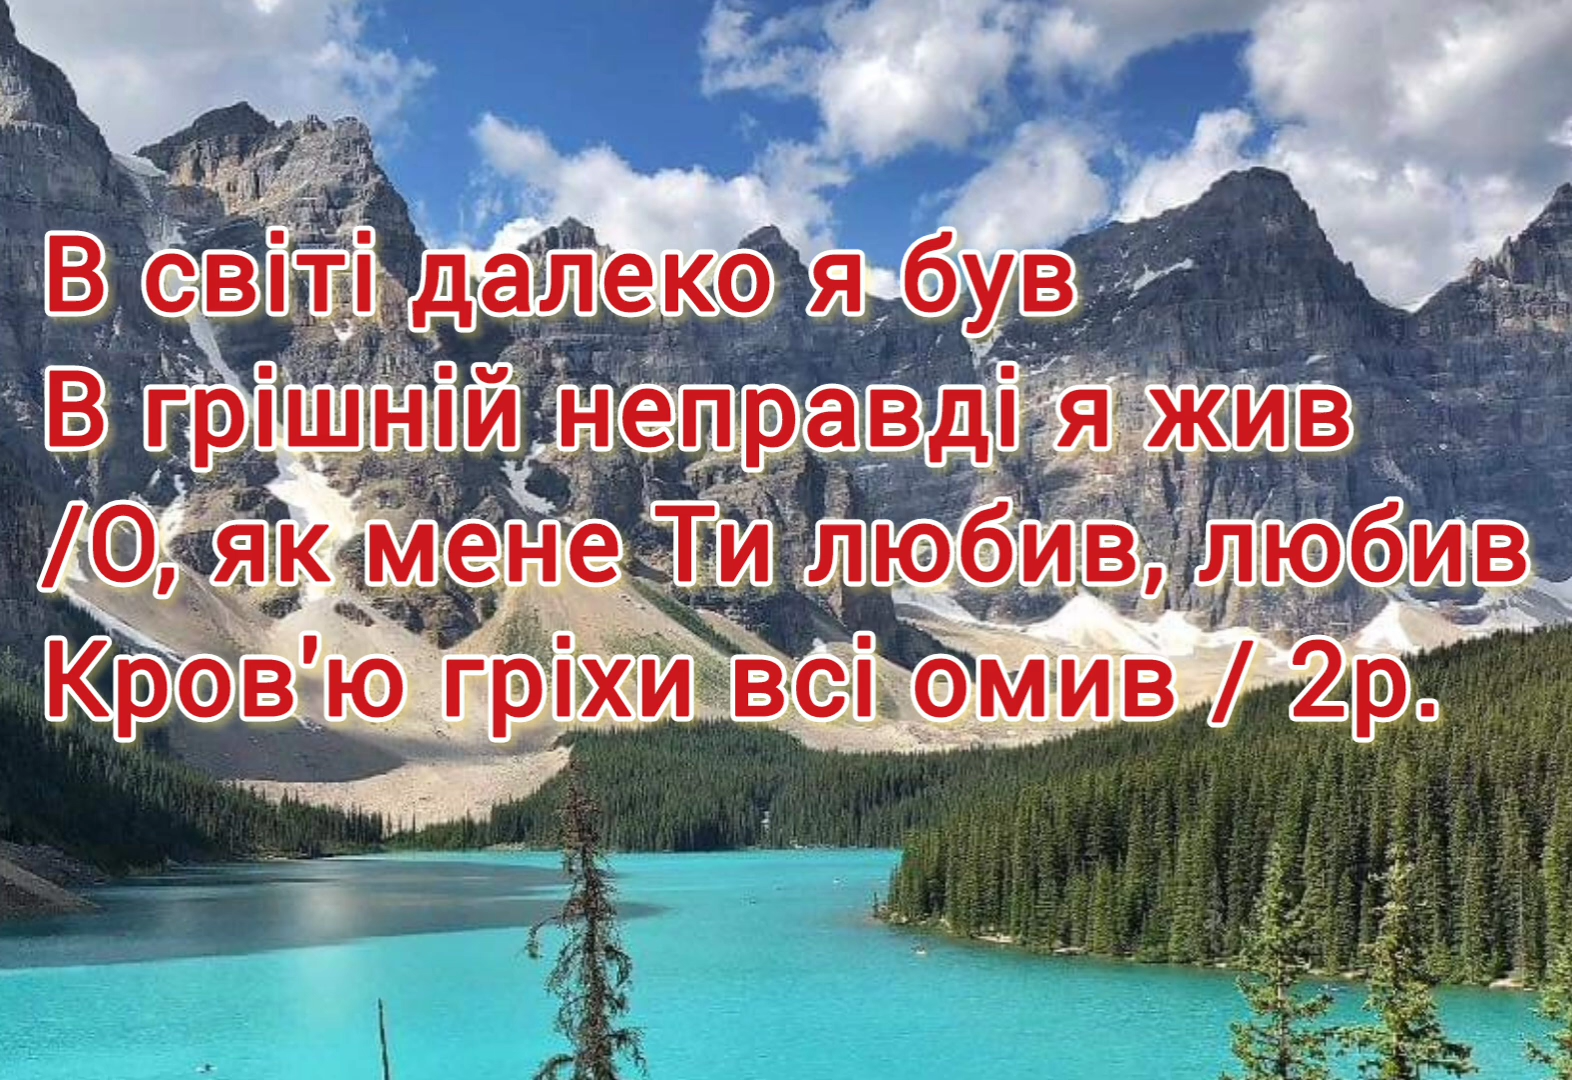 В світі далеко я був
В грішній неправді я жив
/О, як мене Ти любив, любив
Кров'ю гріхи всі омив / 2р.